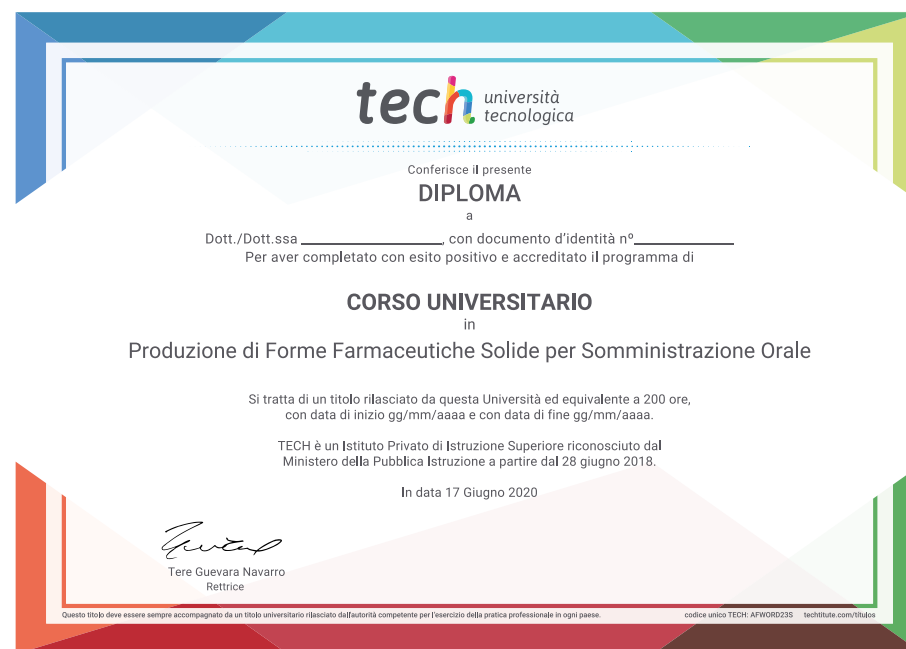 tech università
tecnologica
Conferisce il presente
DIPLOMA
a
Dott./Dott.ssa ____________________, con documento d'identità nº______________
Per aver completato con esito positivo e accreditato il programma di
CORSO UNIVERSITARIO
in
Produzione di Forme Farmaceutiche Solide per Somministrazione Orale
Si tratta di un titolo rilasciato da questa Università ed equivalente a 200 ore,
con data di inizio gg/mm/aaaa e con data di fine gg/mm/aaaa.
TECH è un Istituto Privato di Istruzione Superiore riconosciuto dal
Ministero della Pubblica Istruzione a partire dal 28 giugno 2018.
In data 17 Giugno 2020
Tere Guevara Navarro
Rettrice
Questo titolo deve essere sempre accompagnato da un titolo universitario rilasciato dall'autorità competente per l'esercizio della pratica professionale in ogni paese. codice unico TECH: AFWORD23S techtitute.com/titulos